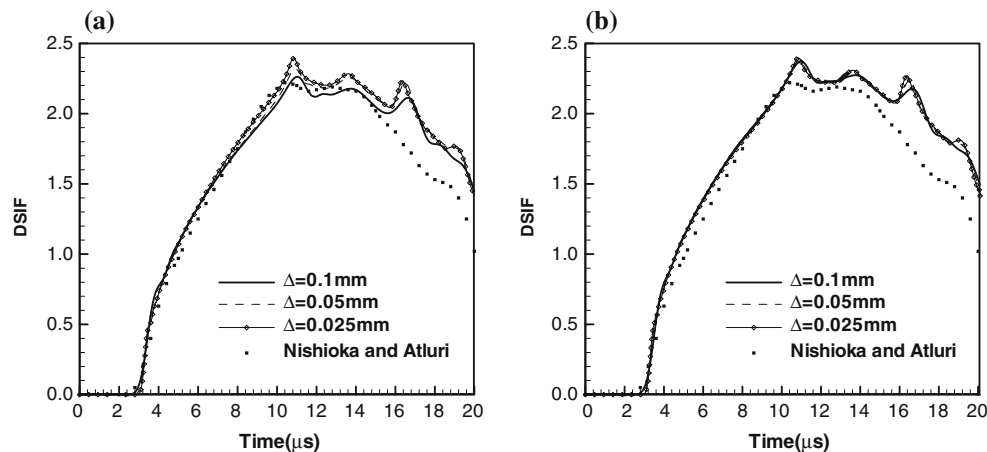 (a)
2.5
2.0
1.5
1.0
0.5
0.0
DSIF
Δ=0.1mm
Δ=0.05mm
Δ=0.025mm
Nishioka and Atluri
0 2 4 6 8 10 12 14 16 18 20
Time(μs)
(b)
2.5
2.0
1.5
1.0
0.5
0.0
DSIF
Δ=0.1mm
Δ=0.05mm
Δ=0.025mm
Nishioka and Atluri
0 2 4 6 8 10 12 14 16 18 20
Time(μs)